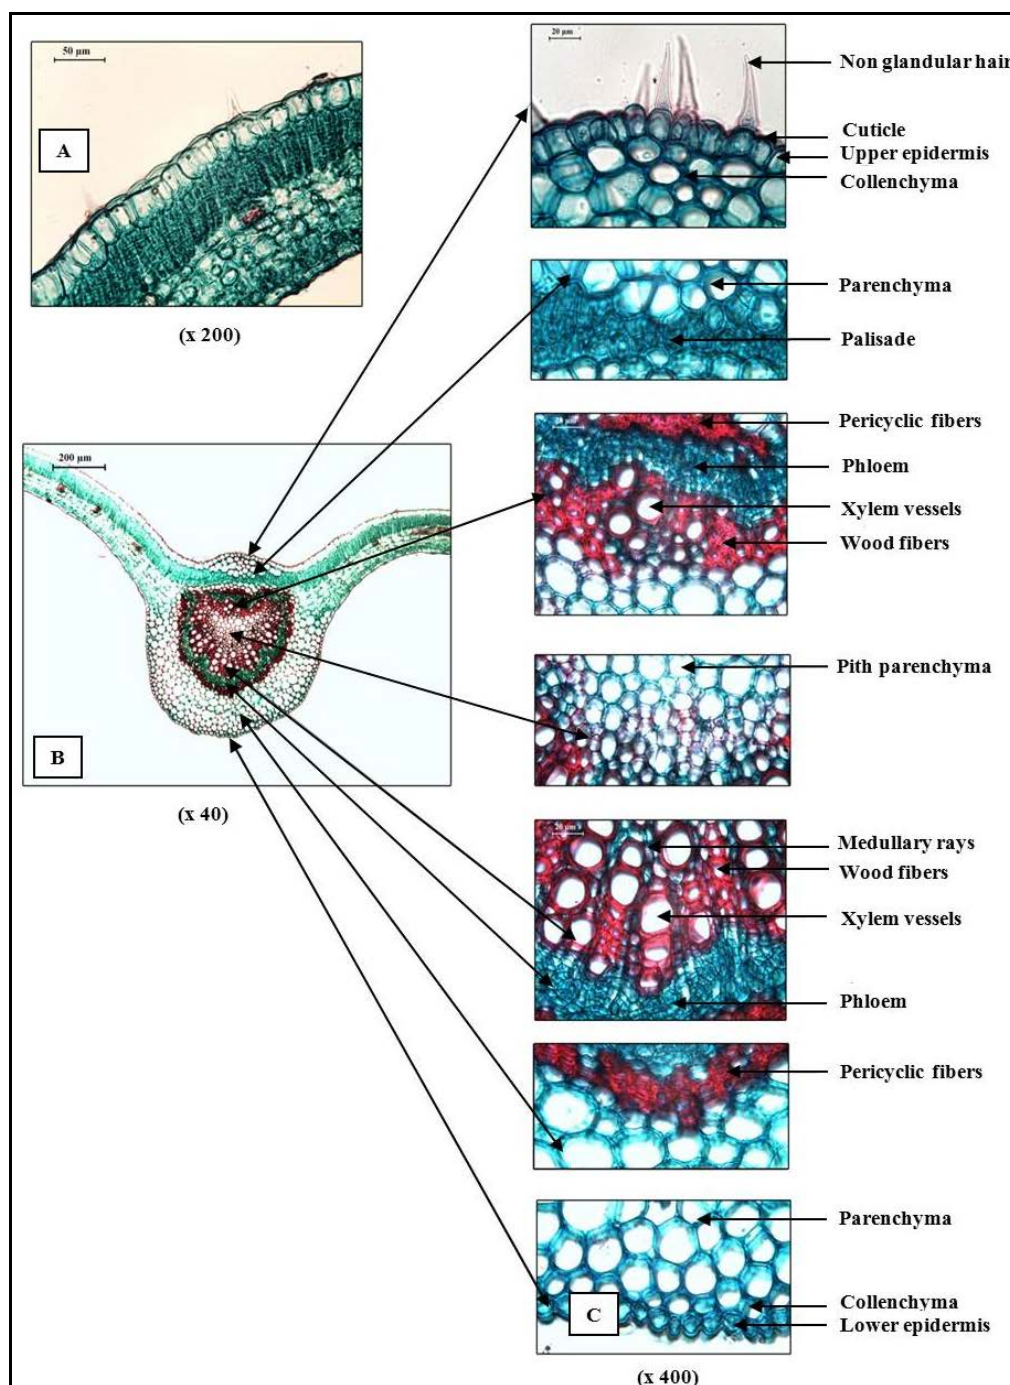 50 µm
A
(x 200)
200 µm
B
(x 40)
20 µm
Non glandular hair
Cuticle
Upper epidermis
Collenchyma
Parenchyma
Palisade
Pericyclic fibers
Phloem
Xylem vessels
Wood fibers
Pith parenchyma
20 µm
Medullary rays
Wood fibers
Xylem vessels
Phloem
Pericyclic fibers
Parenchyma
Collenchyma
Lower epidermis
C
(x 400)